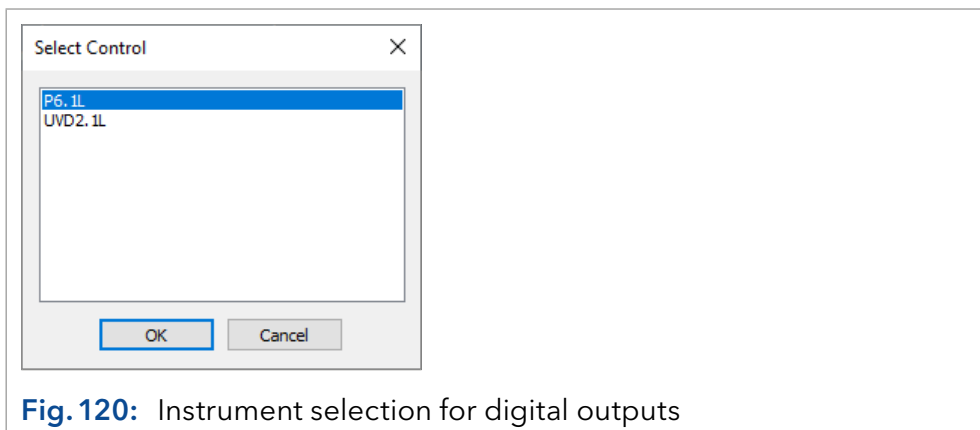 Select Control
P6.1L
UVD2.1L
OK Cancel
Fig. 120: Instrument selection for digital outputs